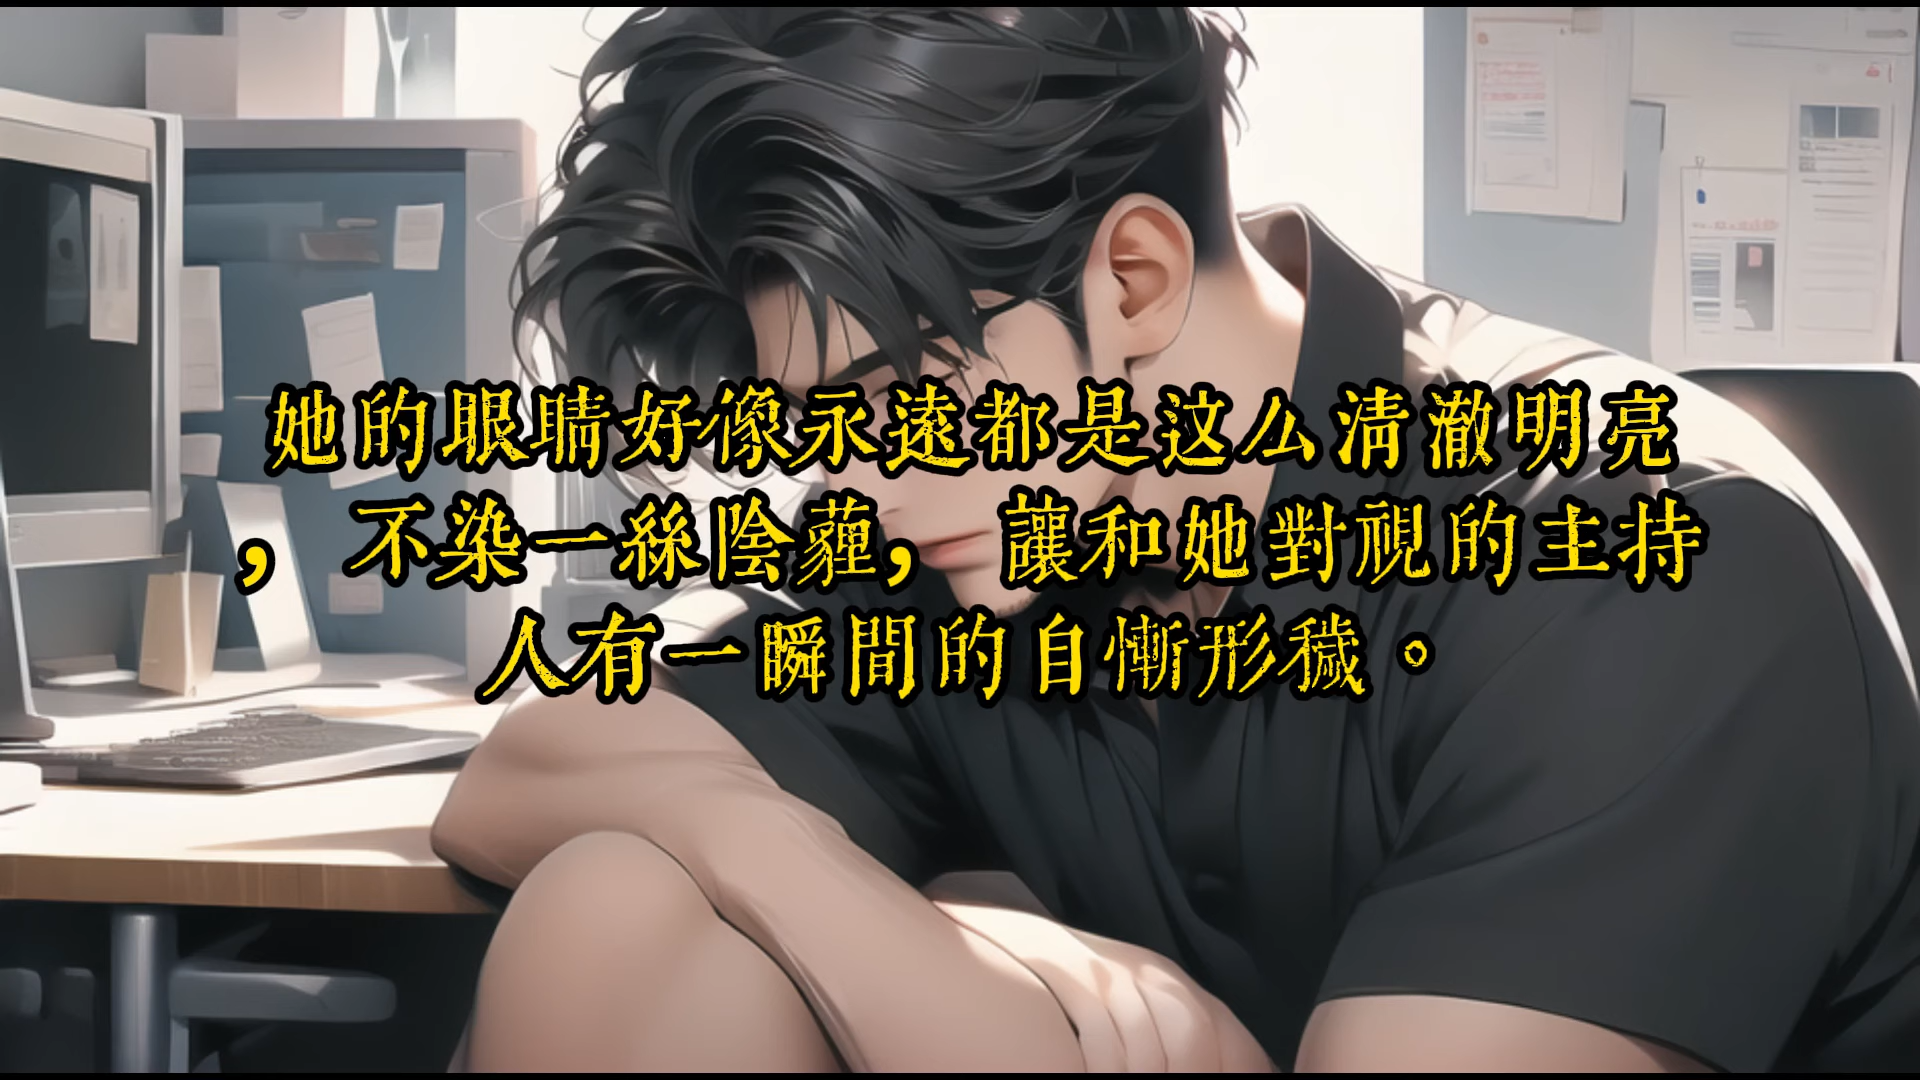 她的眼睛好像永遠都是这么清澈明亮
，不染一絲陰霾，讓和她對視的主持
人有一瞬間的自慚形穢。